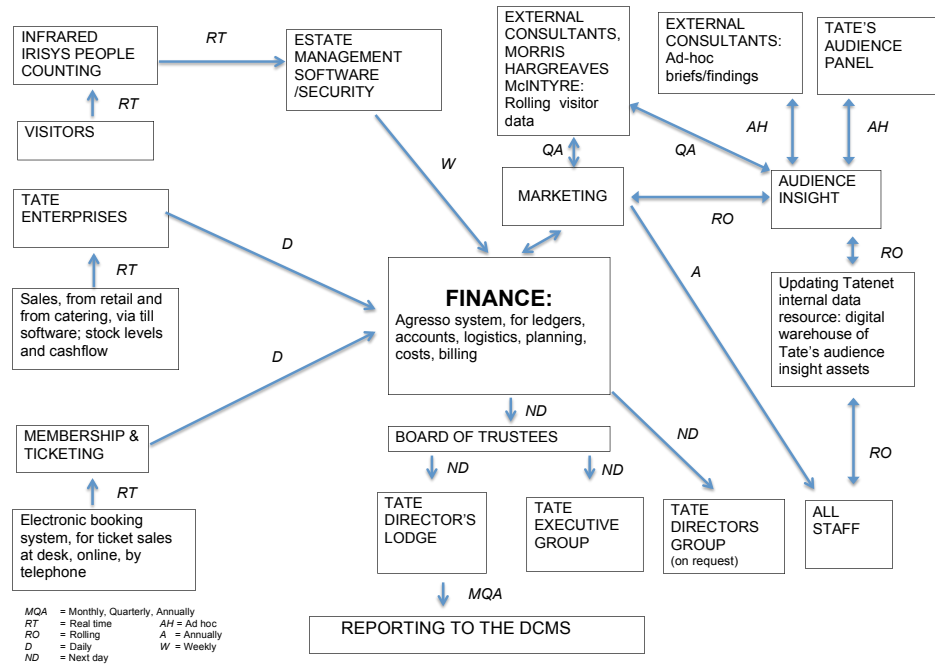 INFRARED
IRISYS PEOPLE
COUNTING
RT
ESTATE
MANAGEMENT
SOFTWARE
/SECURITY
EXTERNAL
CONSULTANTS,
MORRIS
HARGREAVES
McINTYRE:
Rolling visitor
data
EXTERNAL
CONSULTANTS:
Ad-hoc
briefs/findings
TATE'S
AUDIENCE
PANEL
RT
VISITORS
W
QA
QA
AH
AH
MARKETING
RO
AUDIENCE
INSIGHT
TATE
ENTERPRISES
D
RT
Sales, from retail and
from catering, via till
software; stock levels
and cashflow
D
FINANCE:
Agresso system, for ledgers,
accounts, logistics, planning,
costs, billing
A
RO
Updating Tatenet
internal data
resource: digital
warehouse of
Tate's audience
insight assets
MEMBERSHIP &
TICKETING
RT
Electronic booking
system, for ticket sales
at desk, online, by
telephone
ND
BOARD OF TRUSTEES
ND
ND
ND
RO
TATE
DIRECTOR'S
LODGE
TATE
EXECUTIVE
GROUP
TATE
DIRECTORS
GROUP
(on request)
ALL
STAFF
MQA
REPORTING TO THE DCMS
MQA = Monthly, Quarterly, Annually
RT = Real time AH = Ad hoc
RO = Rolling A = Annually
D = Daily W = Weekly
ND = Next day